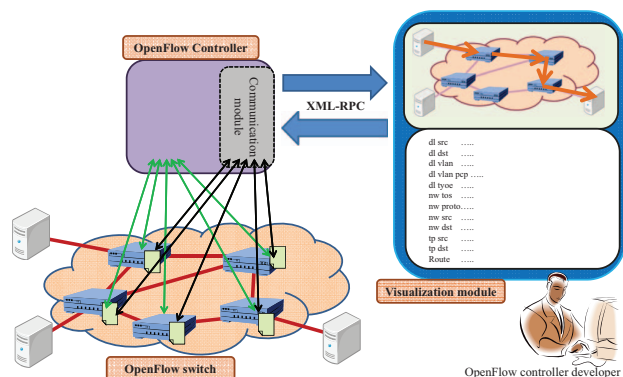 OpenFlow Controller
Communication
module
XML-RPC
dl src …..
dl dst …..
dl vlan …..
dl vlan pcp …..
dl tyoe …..
nw tos …..
nw proto…..
nw src …..
nw dst …..
tp src …..
tp dst …..
Route …..
Visualization module
OpenFlow switch
OpenFlow controller developer